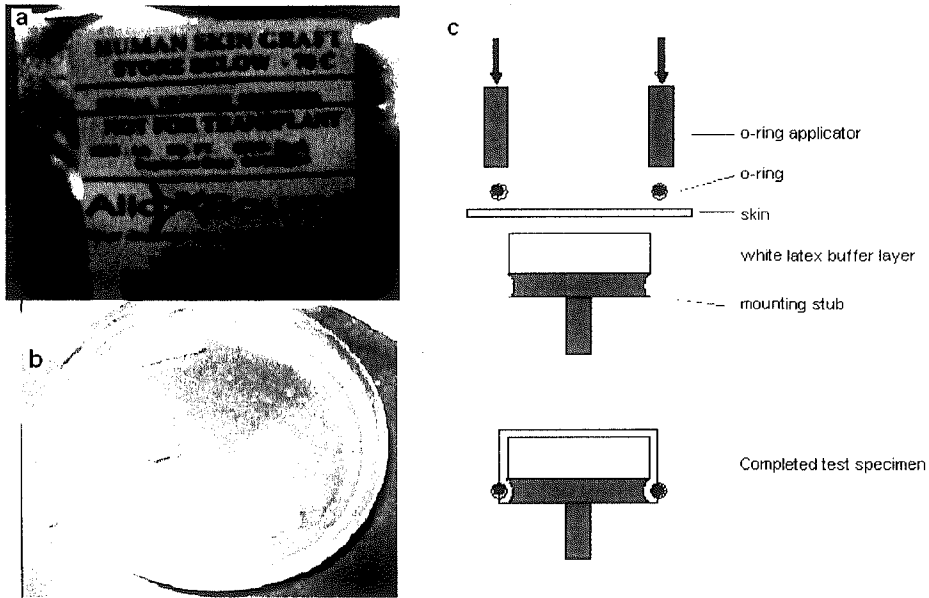 a
HUMAN SKIN GRAFT
STORE BELOW - 70 C
NOT FOR TRANSPLANT
b
c
o-ring applicator
o-ring
skin
white latex buffer layer
mounting stub
Completed test specimen